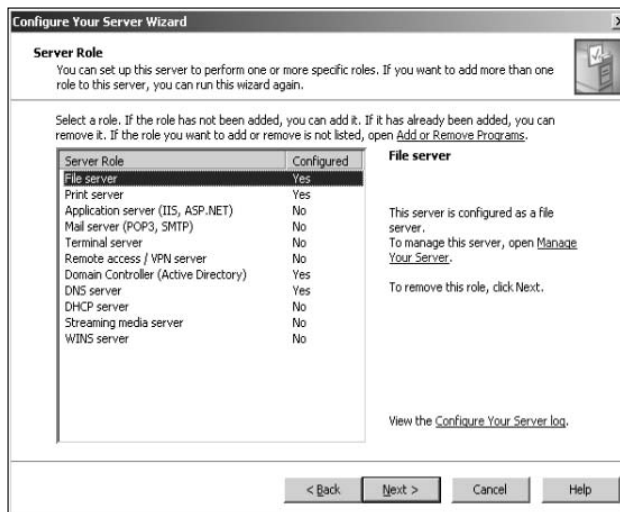 Configure Your Server Wizard
Server Role
You can set up this server to perform one or more specific roles. If you want to add more than one
role to this server, you can run this wizard again.
Select a role. If the role has not been added, you can add it. If it has already been added, you can
remove it. If the role you want to add or remove is not listed, open Add or Remove Programs.
Server Role Configured
File server Yes
Print server Yes
Application server (IIS, ASP.NET) No
Mail server (POP3, SMTP) No
Terminal server No
Remote access / VPN server No
Domain Controller (Active Directory) Yes
DNS server Yes
DHCP server No
Streaming media server No
WINS server No
File server
This server is configured as a file
server.
To manage this server, open Manage
Your Server.
To remove this role, click Next.
View the Configure Your Server log.
< Back Next > Cancel Help